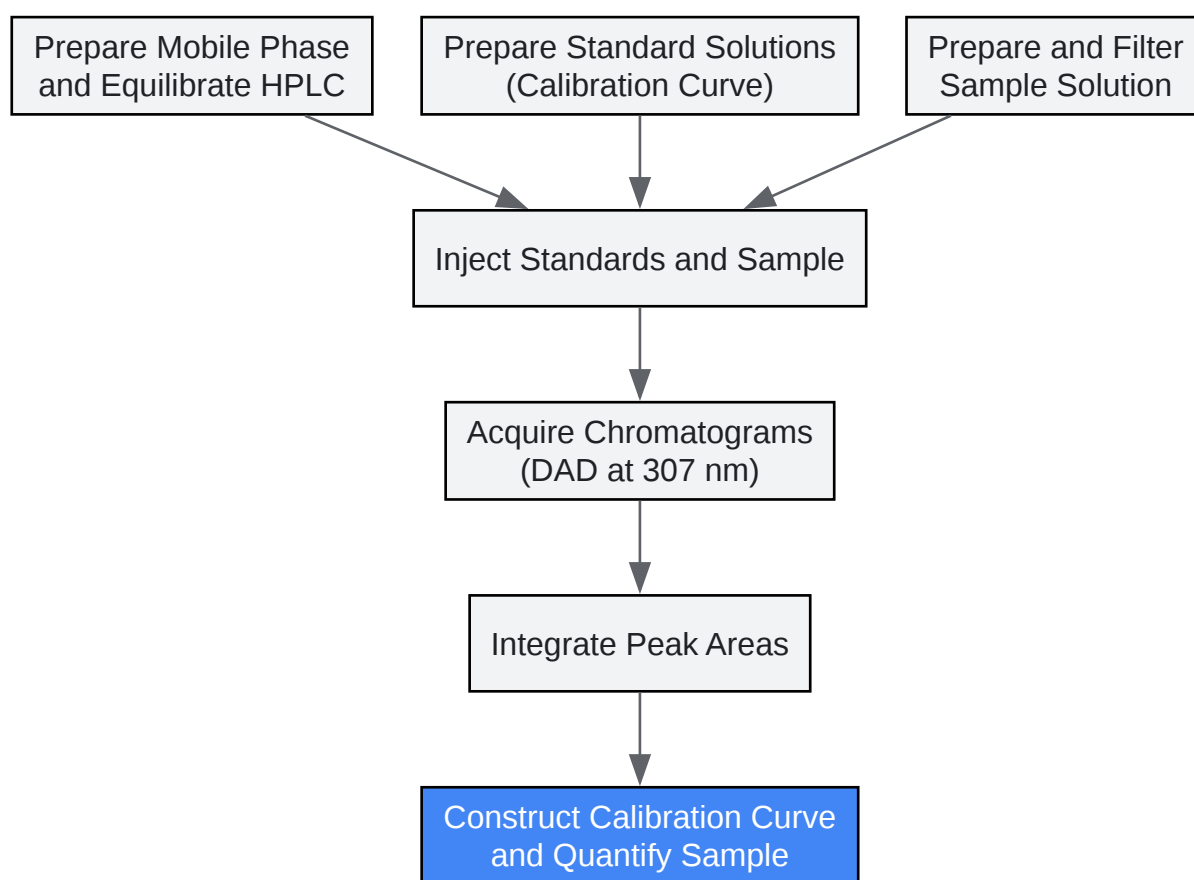 Prepare Mobile Phase
and Equilibrate HPLC
Prepare Standard Solutions
(Calibration Curve)
Prepare and Filter
Sample Solution
Inject Standards and Sample
Acquire Chromatograms
(DAD at 307 nm)
Integrate Peak Areas
Construct Calibration Curve
and Quantify Sample